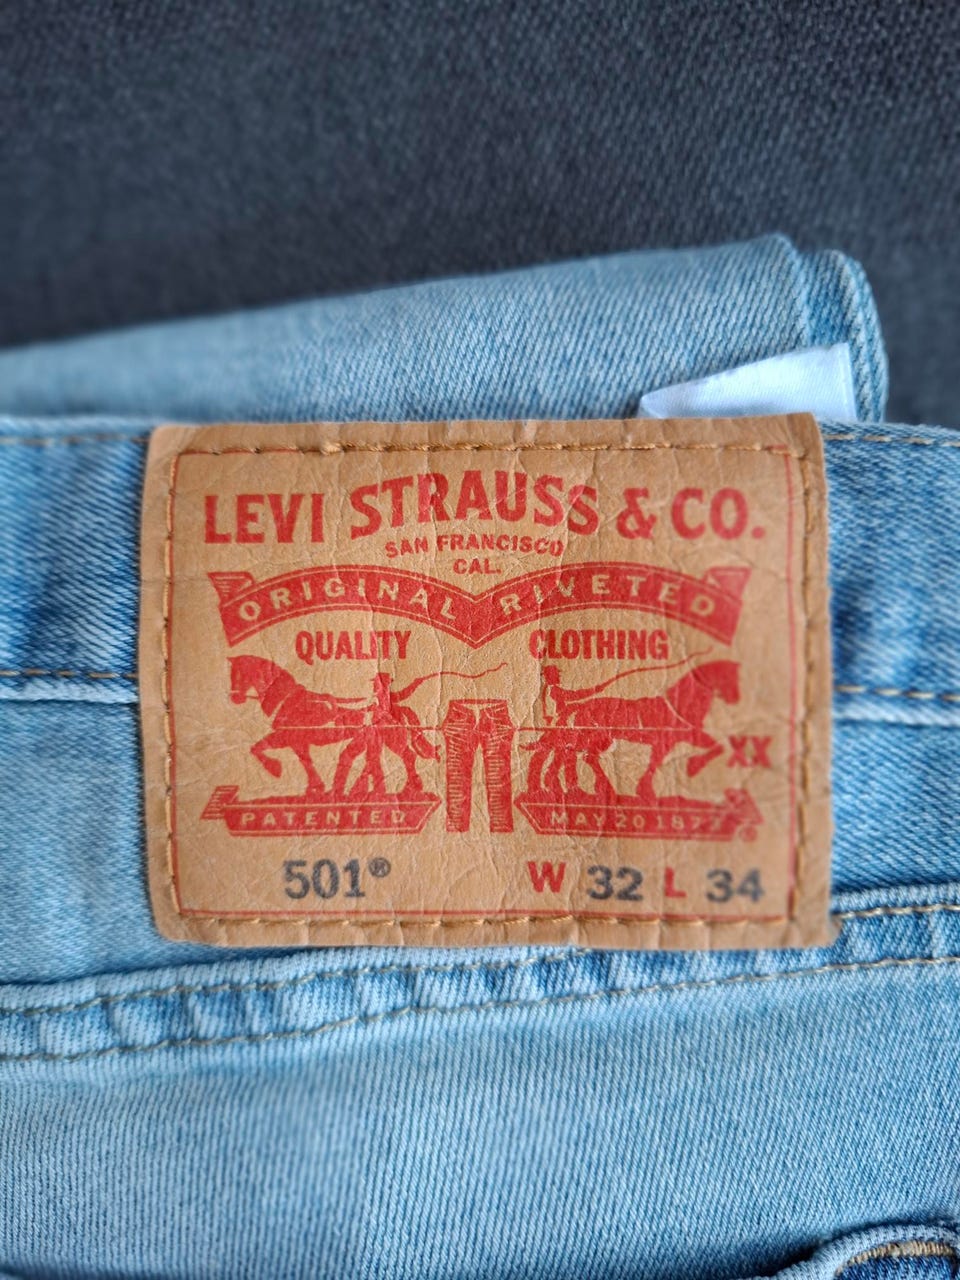 LEVI STRAUSS & CO.
SAN FRANCISCO
CAL.
ORIGINAL RIVETED
QUALITY CLOTHING
XX
PATENTED MAY 20 1873 ®
501® W 32 L 34